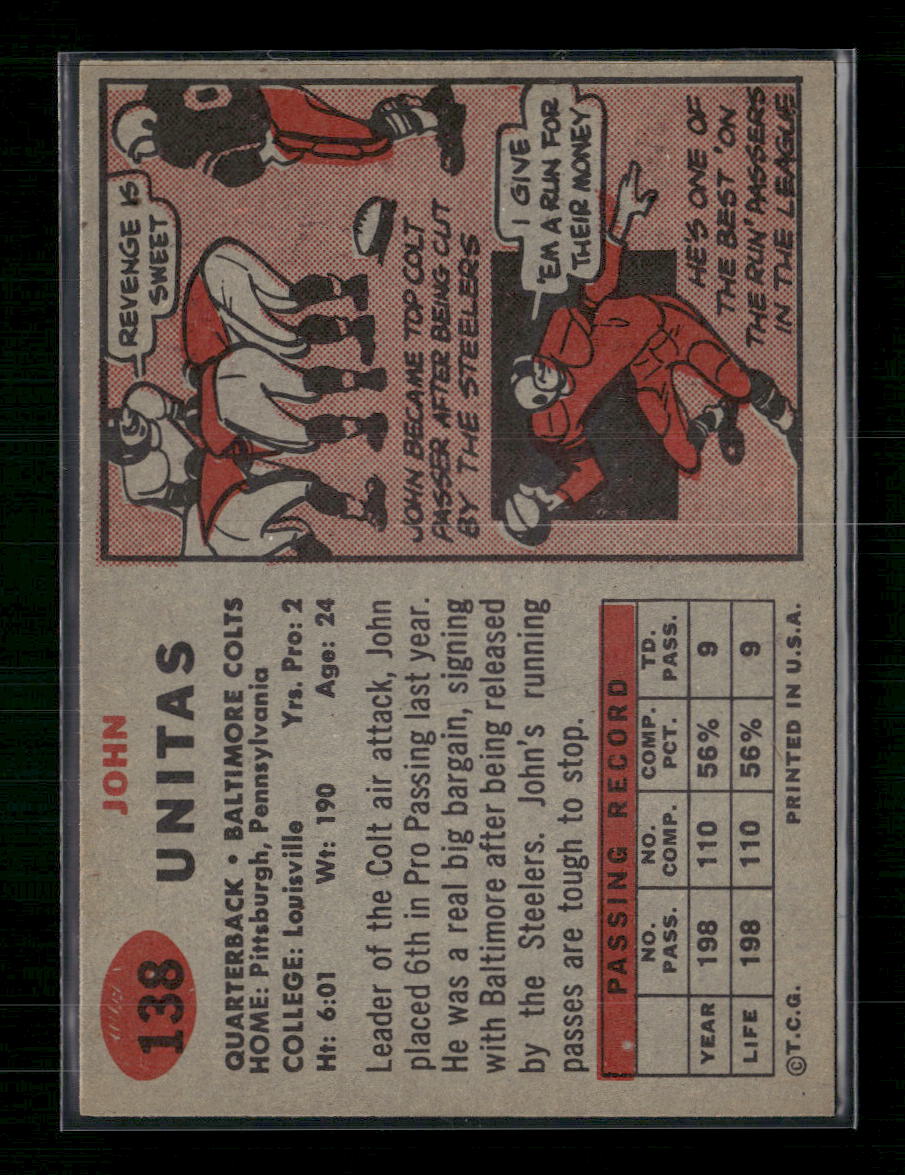 138
JOHN
UNITAS
QUARTERBACK • BALTIMORE COLTS
HOME: Pittsburgh, Pennsylvania
COLLEGE: Louisville Yrs. Pro: 2
Ht: 6:01 Wt: 190 Age: 24
Leader of the Colt air attack, John
placed 6th in Pro Passing last year.
He was a real big bargain, signing
with Baltimore after being released
by the Steelers. John's running
passes are tough to stop.
PASSING RECORD
NO. PASS. NO. COMP. COMP. PCT. TD. PASS.
YEAR 198 110 56% 9
LIFE 198 110 56% 9
©T.C.G. PRINTED IN U.S.A.
REVENGE IS
SWEET
JOHN BECAME TOP COLT
PASSER AFTER BEING CUT
BY THE STEELERS
I GIVE
'EM A RUN FOR
THEIR MONEY
HE'S ONE OF
THE BEST 'ON
THE RUN' PASSERS
IN THE LEAGUE